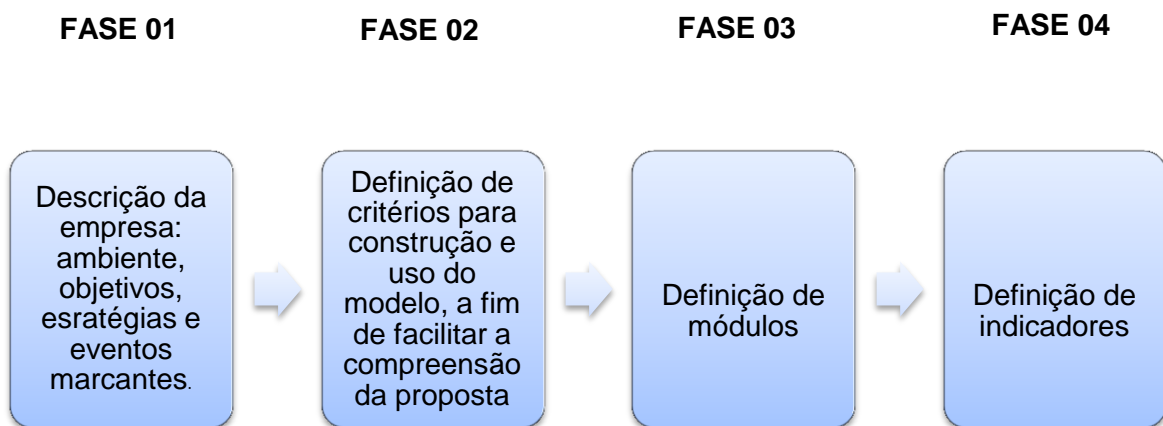 FASE 01
FASE 02
FASE 03
FASE 04
Descrição da
empresa:
ambiente,
objetivos,
esratégias e
eventos
marcantes.
Definição de
critérios para
construção e
uso do
modelo, a fim
de facilitar a
compreensão
da proposta
Definição de
módulos
Definição de
indicadores